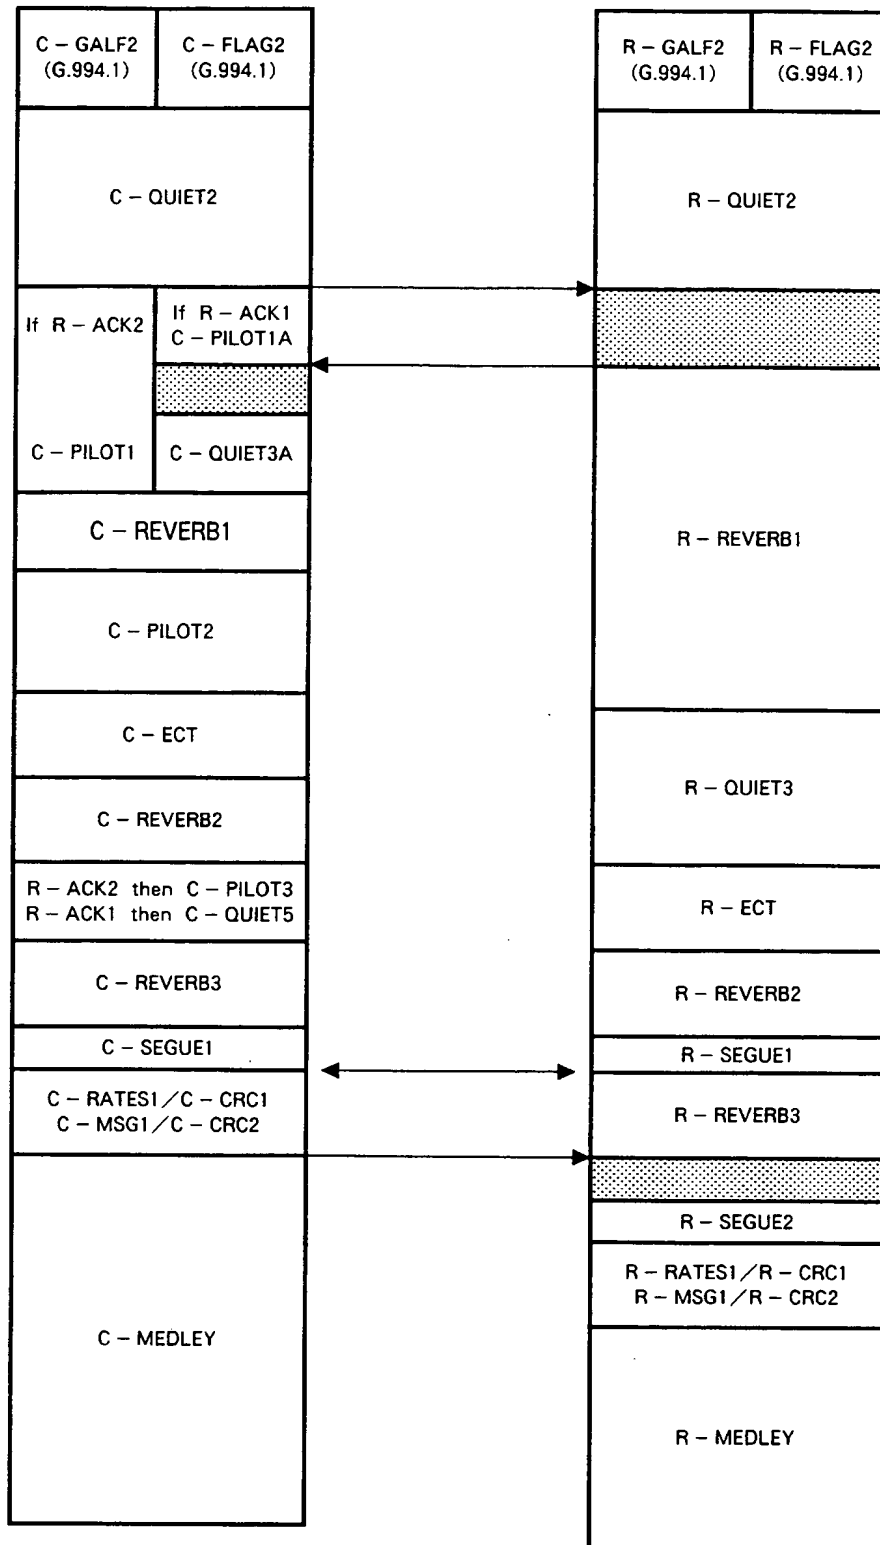 C – GALF2
(G.994.1)
C – FLAG2
(G.994.1)
C – QUIET2
If R – ACK2
C – PILOT1
If R – ACK1
C – PILOT1A
C – QUIET3A
C – REVERB1
C – PILOT2
C – ECT
C – REVERB2
R – ACK2 then C – PILOT3
R – ACK1 then C – QUIET5
C – REVERB3
C – SEGUE1
C – RATES1/C – CRC1
C – MSG1/C – CRC2
C – MEDLEY
R – GALF2
(G.994.1)
R – FLAG2
(G.994.1)
R – QUIET2
R – REVERB1
R – QUIET3
R – ECT
R – REVERB2
R – SEGUE1
R – REVERB3
R – SEGUE2
R – RATES1/R – CRC1
R – MSG1/R – CRC2
R – MEDLEY